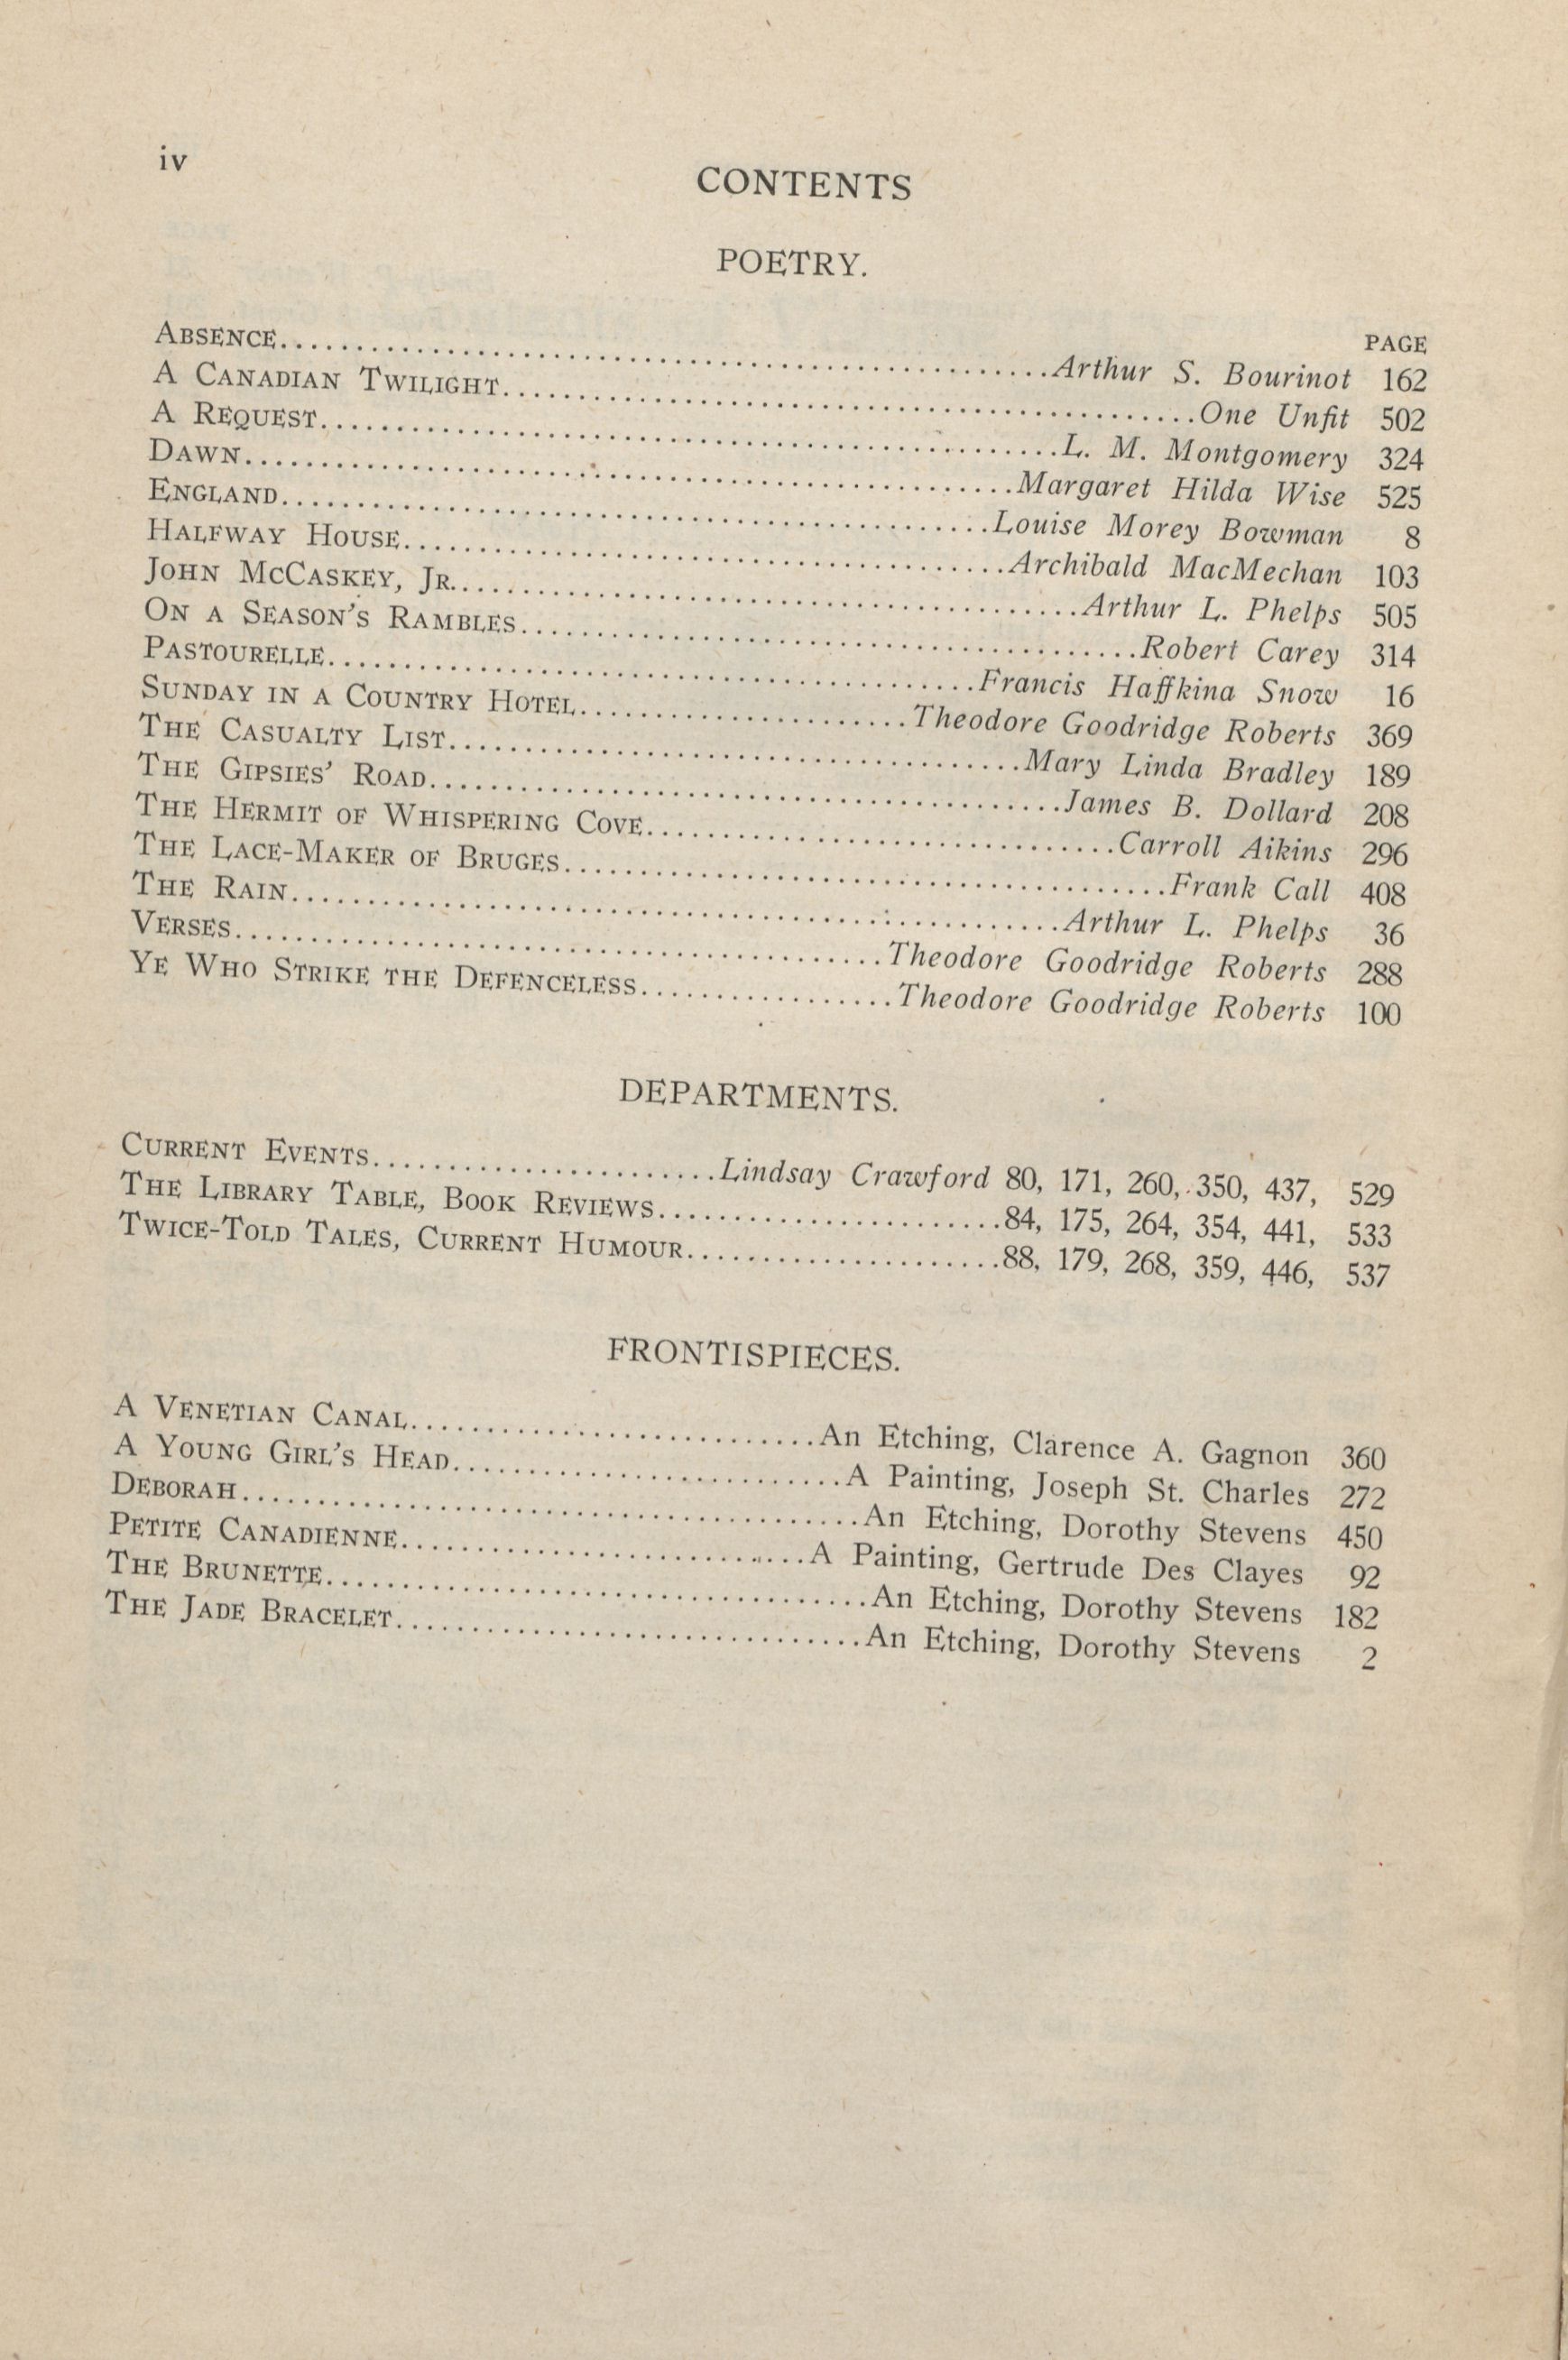 iv
CONTENTS
POETRY.
PAGE
ABSENCE.......... Arthur S. Bourinot 162
A CANADIAN TWILIGHT.......... One Unfit 502
A REQUEST.......... L. M. Montgomery 324
DAWN.......... Margaret Hilda Wise 525
ENGLAND.......... Louise Morey Bowman 8
HALFWAY HOUSE.......... Archibald MacMechan 103
JOHN MCCASKEY, JR.......... Arthur L. Phelps 505
ON A SEASON'S RAMBLES.......... Robert Carey 314
PASTOURELLE.......... Francis Haffkina Snow 16
SUNDAY IN A COUNTRY HOTEL.......... Theodore Goodridge Roberts 369
THE CASUALTY LIST.......... Mary Linda Bradley 189
THE GIPSIES' ROAD.......... James B. Dollard 208
THE HERMIT OF WHISPERING COVE.......... Carroll Aikins 296
THE LACE-MAKER OF BRUGES.......... Frank Call 408
THE RAIN.......... Arthur L. Phelps 36
VERSES.......... Theodore Goodridge Roberts 288
YE WHO STRIKE THE DEFENCELESS.......... Theodore Goodridge Roberts 100
DEPARTMENTS.
CURRENT EVENTS.......... Lindsay Crawford 80, 171, 260, 350, 437, 529
THE LIBRARY TABLE, BOOK REVIEWS.......... 84, 175, 264, 354, 441, 533
TWICE-TOLD TALES, CURRENT HUMOUR.......... 88, 179, 268, 359, 446, 537
FRONTISPIECES.
A VENETIAN CANAL.......... An Etching, Clarence A. Gagnon 360
A YOUNG GIRL'S HEAD.......... A Painting, Joseph St. Charles 272
DEBORAH.......... An Etching, Dorothy Stevens 450
PETITE CANADIENNE.......... A Painting, Gertrude Des Clayes 92
THE BRUNETTE.......... An Etching, Dorothy Stevens 182
THE JADE BRACELET.......... An Etching, Dorothy Stevens 2